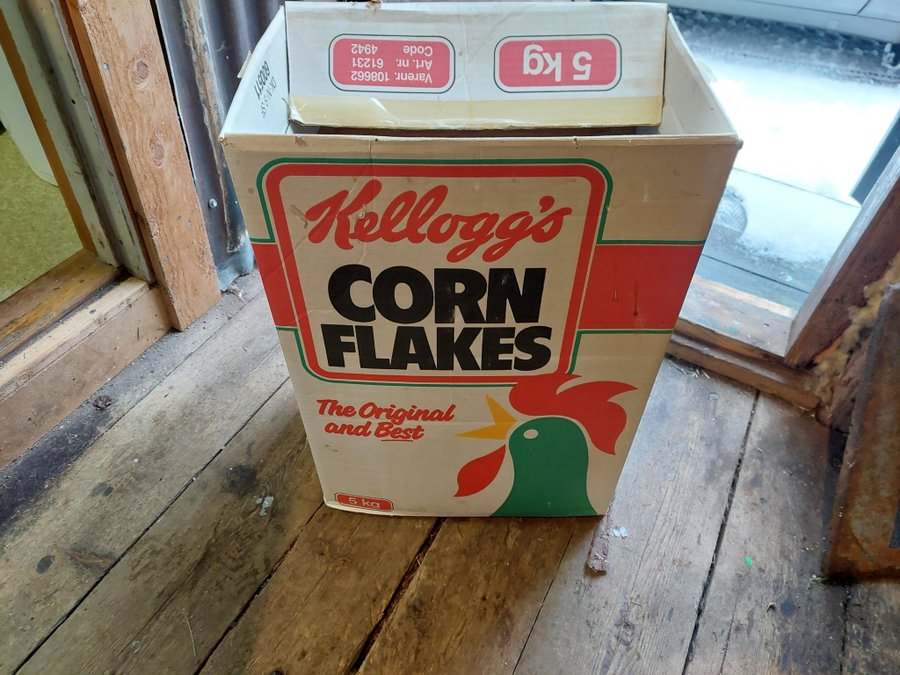 Varenr. 108662
Art. nr. 61231
Code 4942
5 kg
Kellogg's
CORN
FLAKES
The Original
and Best
5 kg